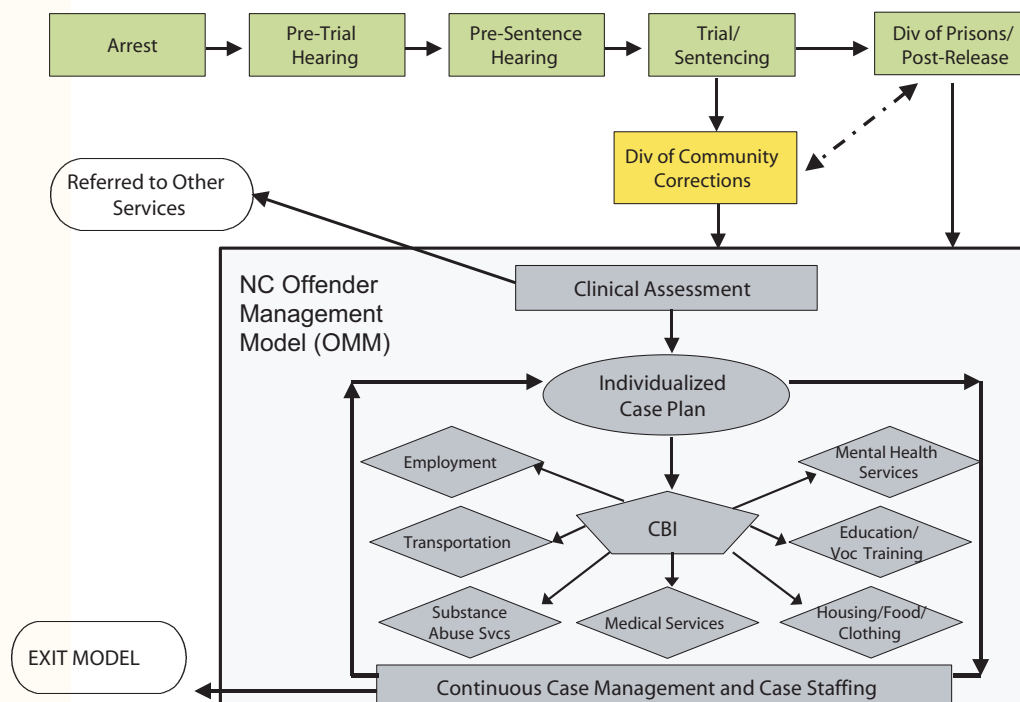 Arrest
Pre-Trial
Hearing
Pre-Sentence
Hearing
Trial/
Sentencing
Div of Prisons/
Post-Release
Div of Community
Corrections
Referred to Other
Services
NC Offender
Management
Model (OMM)
Clinical Assessment
Individualized
Case Plan
Employment
Mental Health
Services
CBI
Transportation
Education/
Voc Training
Substance
Abuse Svcs
Medical Services
Housing/Food/
Clothing
EXIT MODEL
Continuous Case Management and Case Staffing